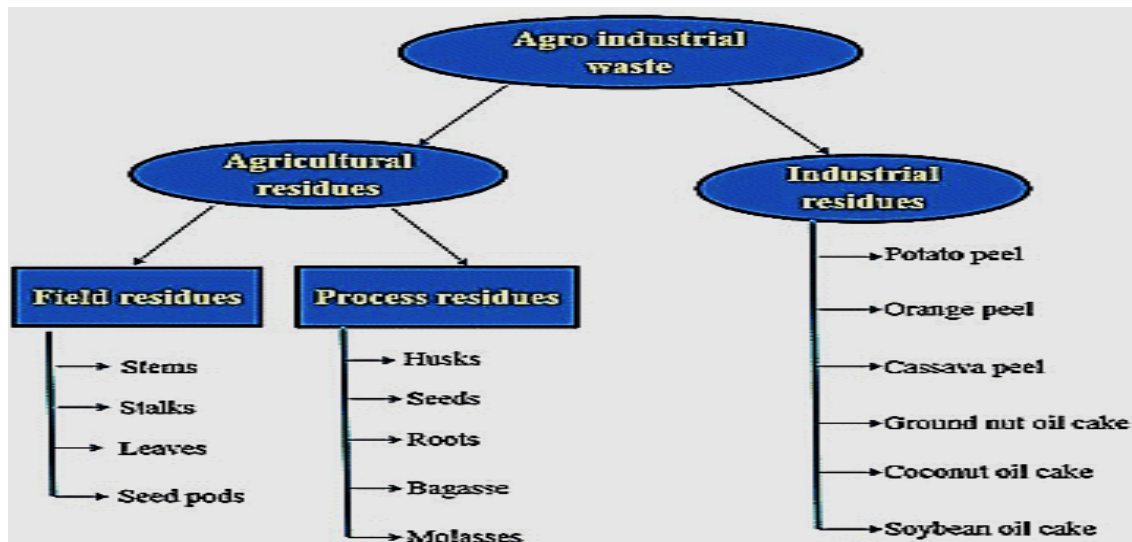 Agro industrial
waste
Agricultural
residues
Industrial
residues
Field residues
Process residues
Stems
Stalks
Leaves
Seed pods
Husks
Seeds
Roots
Bagasse
Molasses
Potato peel
Orange peel
Cassava peel
Ground nut oil cake
Coconut oil cake
Soybean oil cake